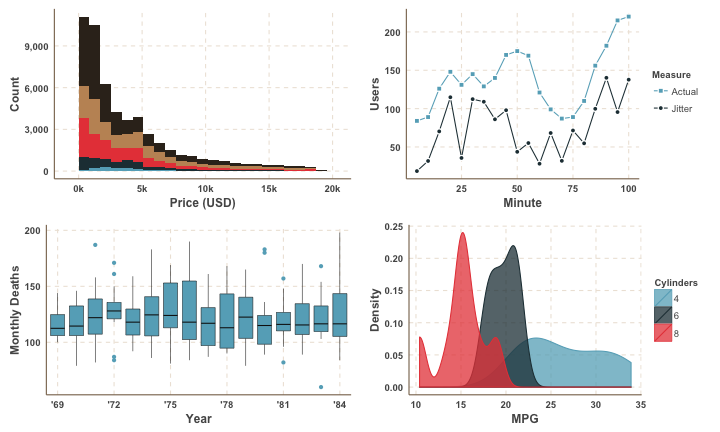 Count
9,000
6,000
3,000
0
0k 5k 10k 15k 20k
Price (USD)
Users
200
150
100
50
25 50 75 100
Minute
Measure
Actual
Jitter
Monthly Deaths
200
150
100
'69 '72 '75 '78 '81 '84
Year
Density
0.25
0.20
0.15
0.10
0.05
0.00
10 15 20 25 30 35
MPG
Cylinders
4
6
8